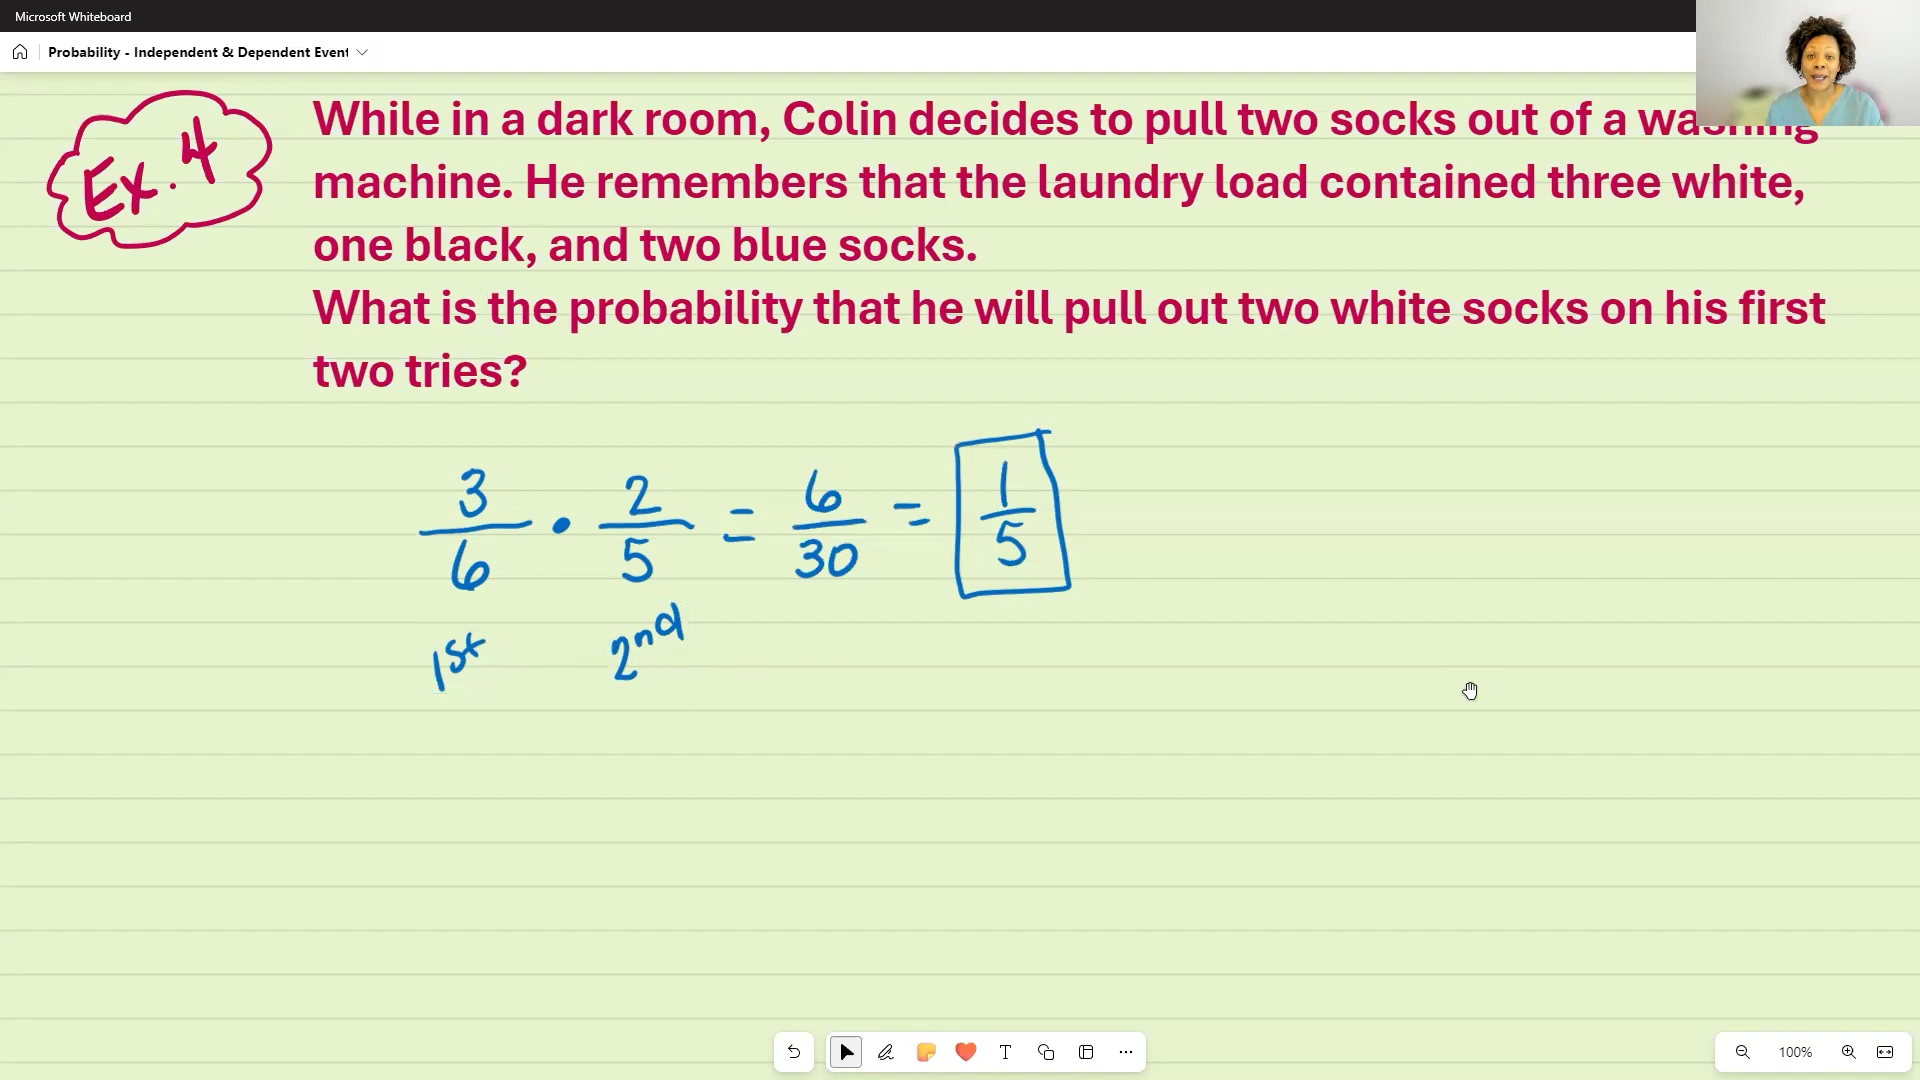 Microsoft Whiteboard
Probability - Independent & Dependent Event
Ex. 4
While in a dark room, Colin decides to pull two socks out of a washing
machine. He remembers that the laundry load contained three white,
one black, and two blue socks.
What is the probability that he will pull out two white socks on his first
two tries?
3/6 • 2/5 = 6/30 = 1/5
1st 2nd
100%